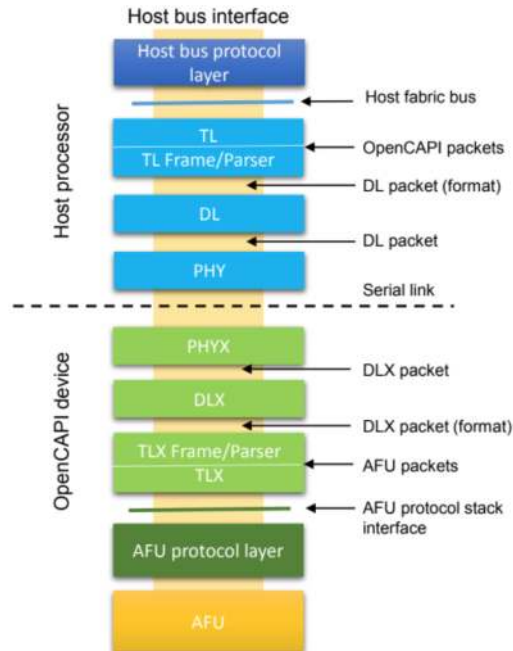 Host bus interface
Host bus protocol
layer
Host fabric bus
TL
TL Frame/Parser
OpenCAPI packets
DL packet (format)
DL
DL packet
PHY
Host processor
Serial link
PHYX
DLX packet
DLX
DLX packet (format)
TLX Frame/Parser
TLX
AFU packets
AFU protocol stack
interface
AFU protocol layer
AFU
OpenCAPI device